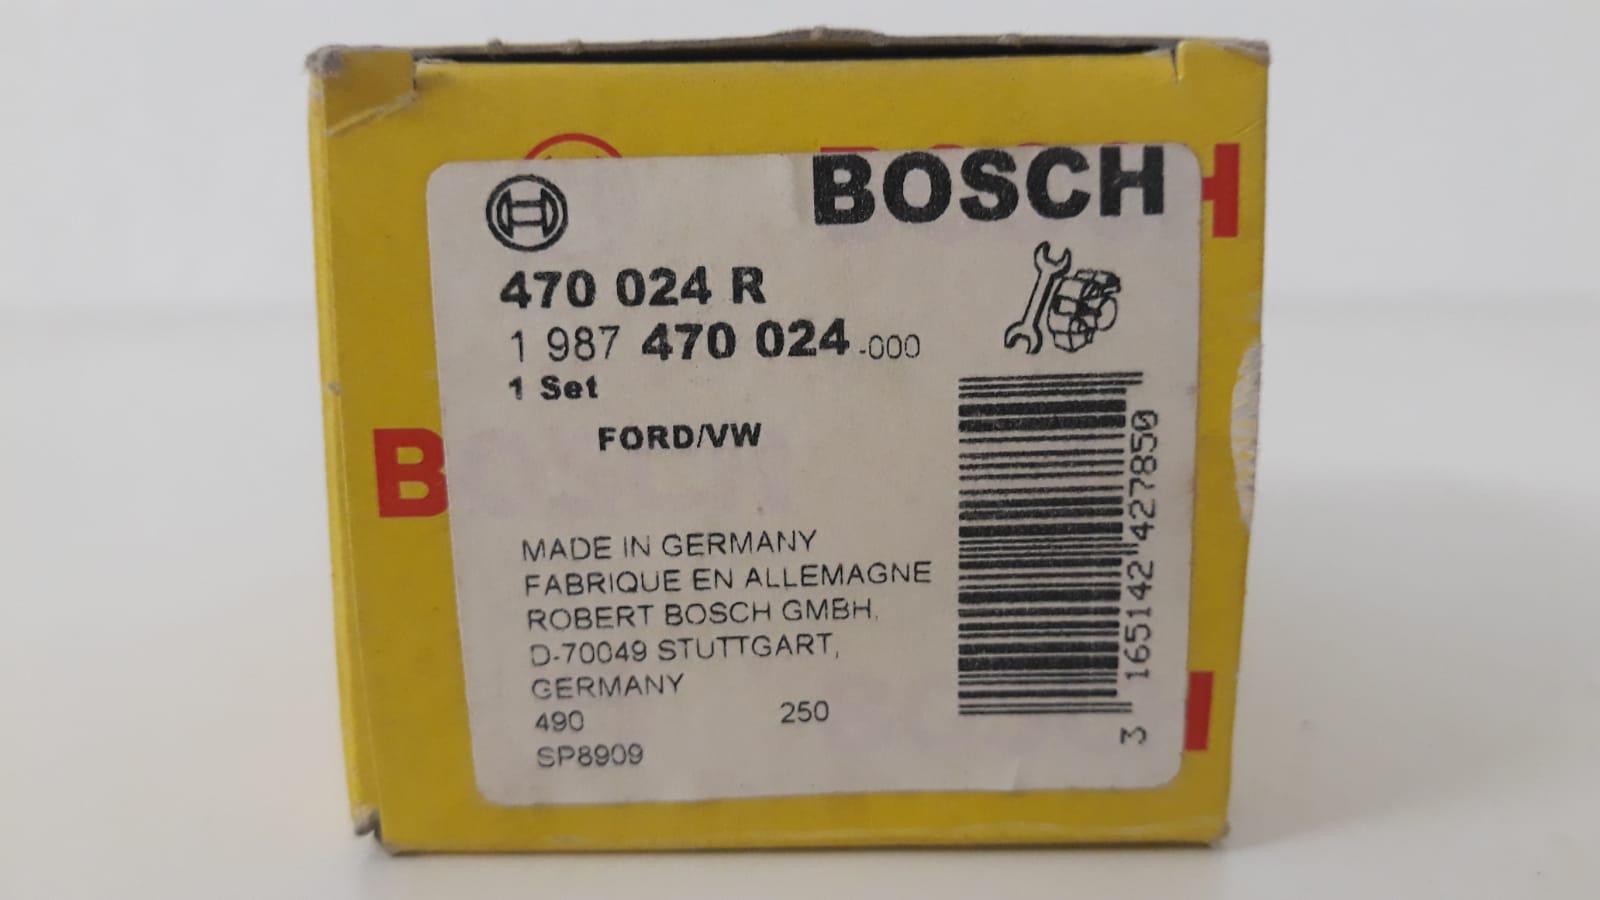 BOSCH
470 024 R
1 987 470 024 -000
1 Set
FORD/VW
MADE IN GERMANY
FABRIQUE EN ALLEMAGNE
ROBERT BOSCH GMBH,
D-70049 STUTTGART,
GERMANY
490 250
SP8909
3 165142 427850